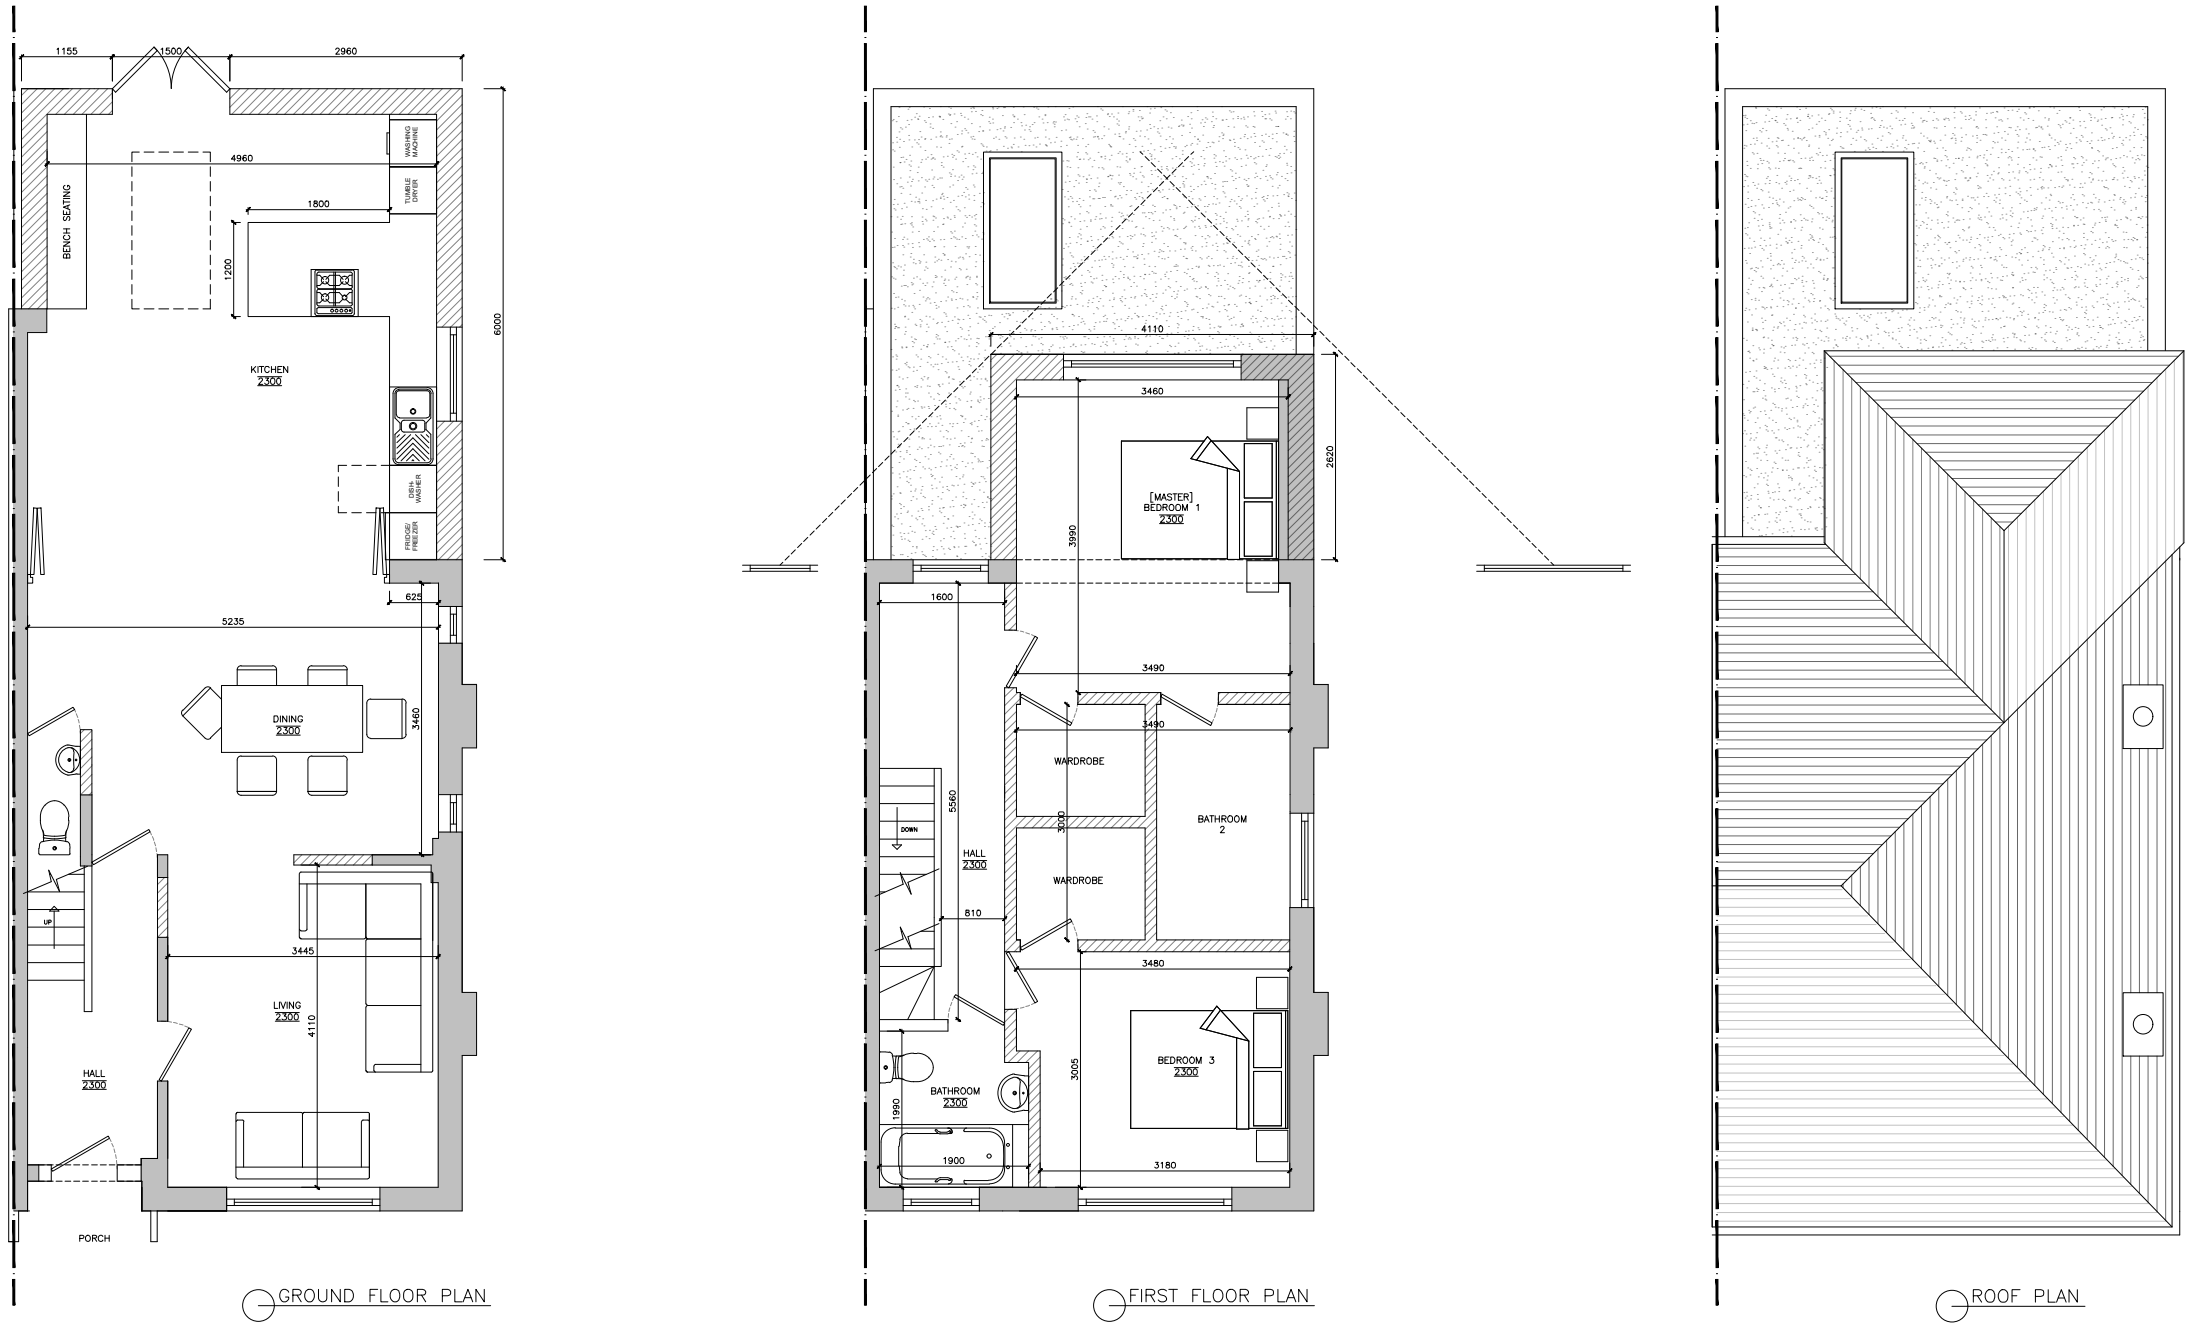 1155
1500
2960
WASHING
MACHINE
4960
TUMBLE
DRYER
BENCH SEATING
1800
1200
6000
KITCHEN
2300
DISH-
WASHER
FRIDGE/
FREEZER
625
5235
DINING
2300
3460
UP
3445
LIVING
2300
4110
HALL
2300
PORCH
GROUND FLOOR PLAN
4110
3460
2620
[MASTER]
BEDROOM 1
2300
3990
1600
3490
3490
WARDROBE
5560
3000
BATHROOM
2
DOWN
HALL
2300
WARDROBE
810
3480
BEDROOM 3
2300
3005
BATHROOM
2300
1990
1900
3180
FIRST FLOOR PLAN
ROOF PLAN